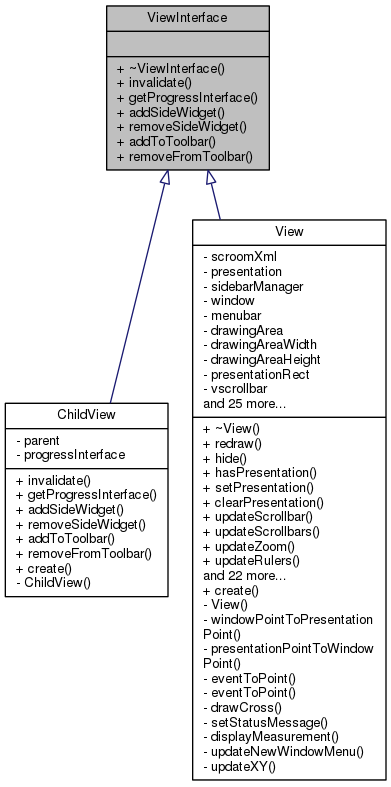 ViewInterface
+ ~ViewInterface()
+ invalidate()
+ getProgressInterface()
+ addSideWidget()
+ removeSideWidget()
+ addToToolbar()
+ removeFromToolbar()
ChildView
- parent
- progressInterface
+ invalidate()
+ getProgressInterface()
+ addSideWidget()
+ removeSideWidget()
+ addToToolbar()
+ removeFromToolbar()
+ create()
- ChildView()
View
- scroomXml
- presentation
- sidebarManager
- window
- menubar
- drawingArea
- drawingAreaWidth
- drawingAreaHeight
- presentationRect
- vscrollbar
and 25 more...
+ ~View()
+ redraw()
+ hide()
+ hasPresentation()
+ setPresentation()
+ clearPresentation()
+ updateScrollbar()
+ updateScrollbars()
+ updateZoom()
+ updateRulers()
and 22 more...
+ create()
- View()
- windowPointToPresentation
Point()
- presentationPointToWindow
Point()
- eventToPoint()
- eventToPoint()
- drawCross()
- setStatusMessage()
- displayMeasurement()
- updateNewWindowMenu()
- updateXY()